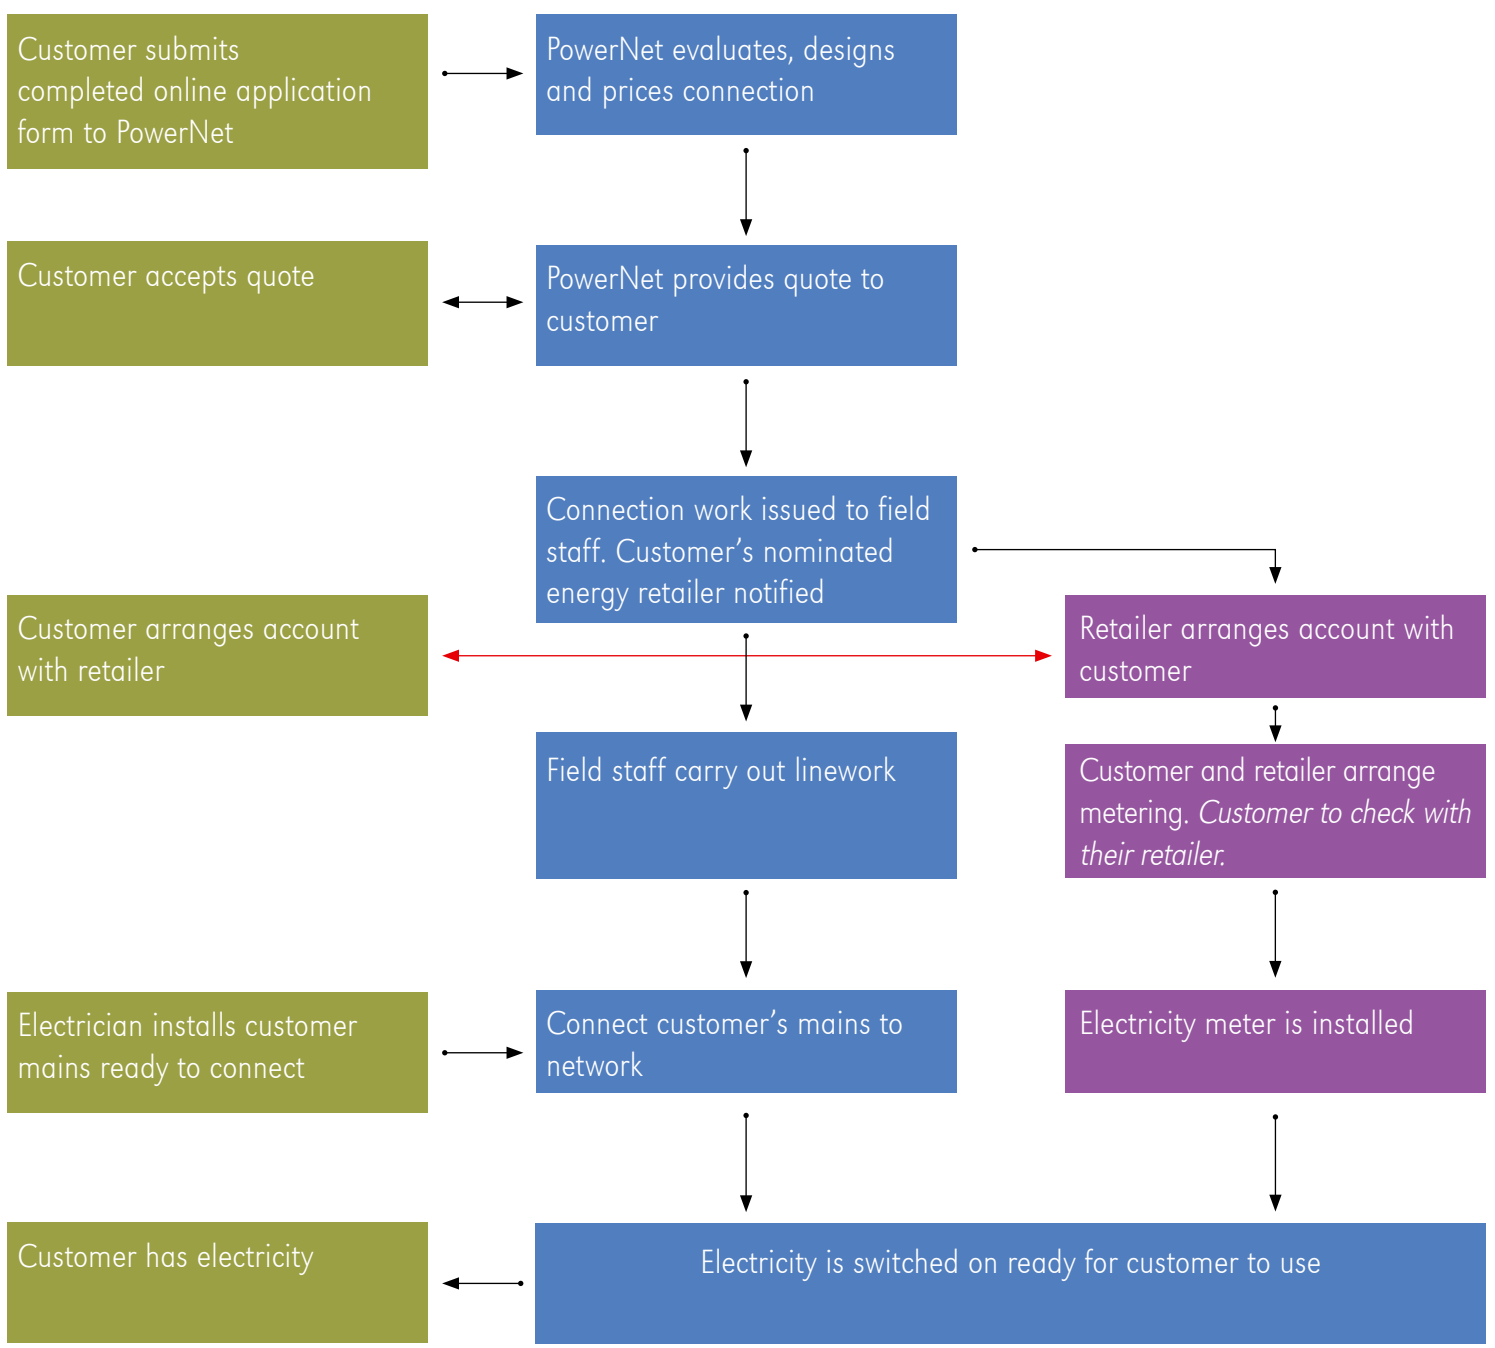 Customer submits
completed online application
form to PowerNet
PowerNet evaluates, designs
and prices connection
Customer accepts quote
PowerNet provides quote to
customer
Connection work issued to field
staff. Customer’s nominated
energy retailer notified
Customer arranges account
with retailer
Retailer arranges account with
customer
Field staff carry out linework
Customer and retailer arrange
metering. Customer to check with
their retailer.
Electrician installs customer
mains ready to connect
Connect customer’s mains to
network
Electricity meter is installed
Customer has electricity
Electricity is switched on ready for customer to use